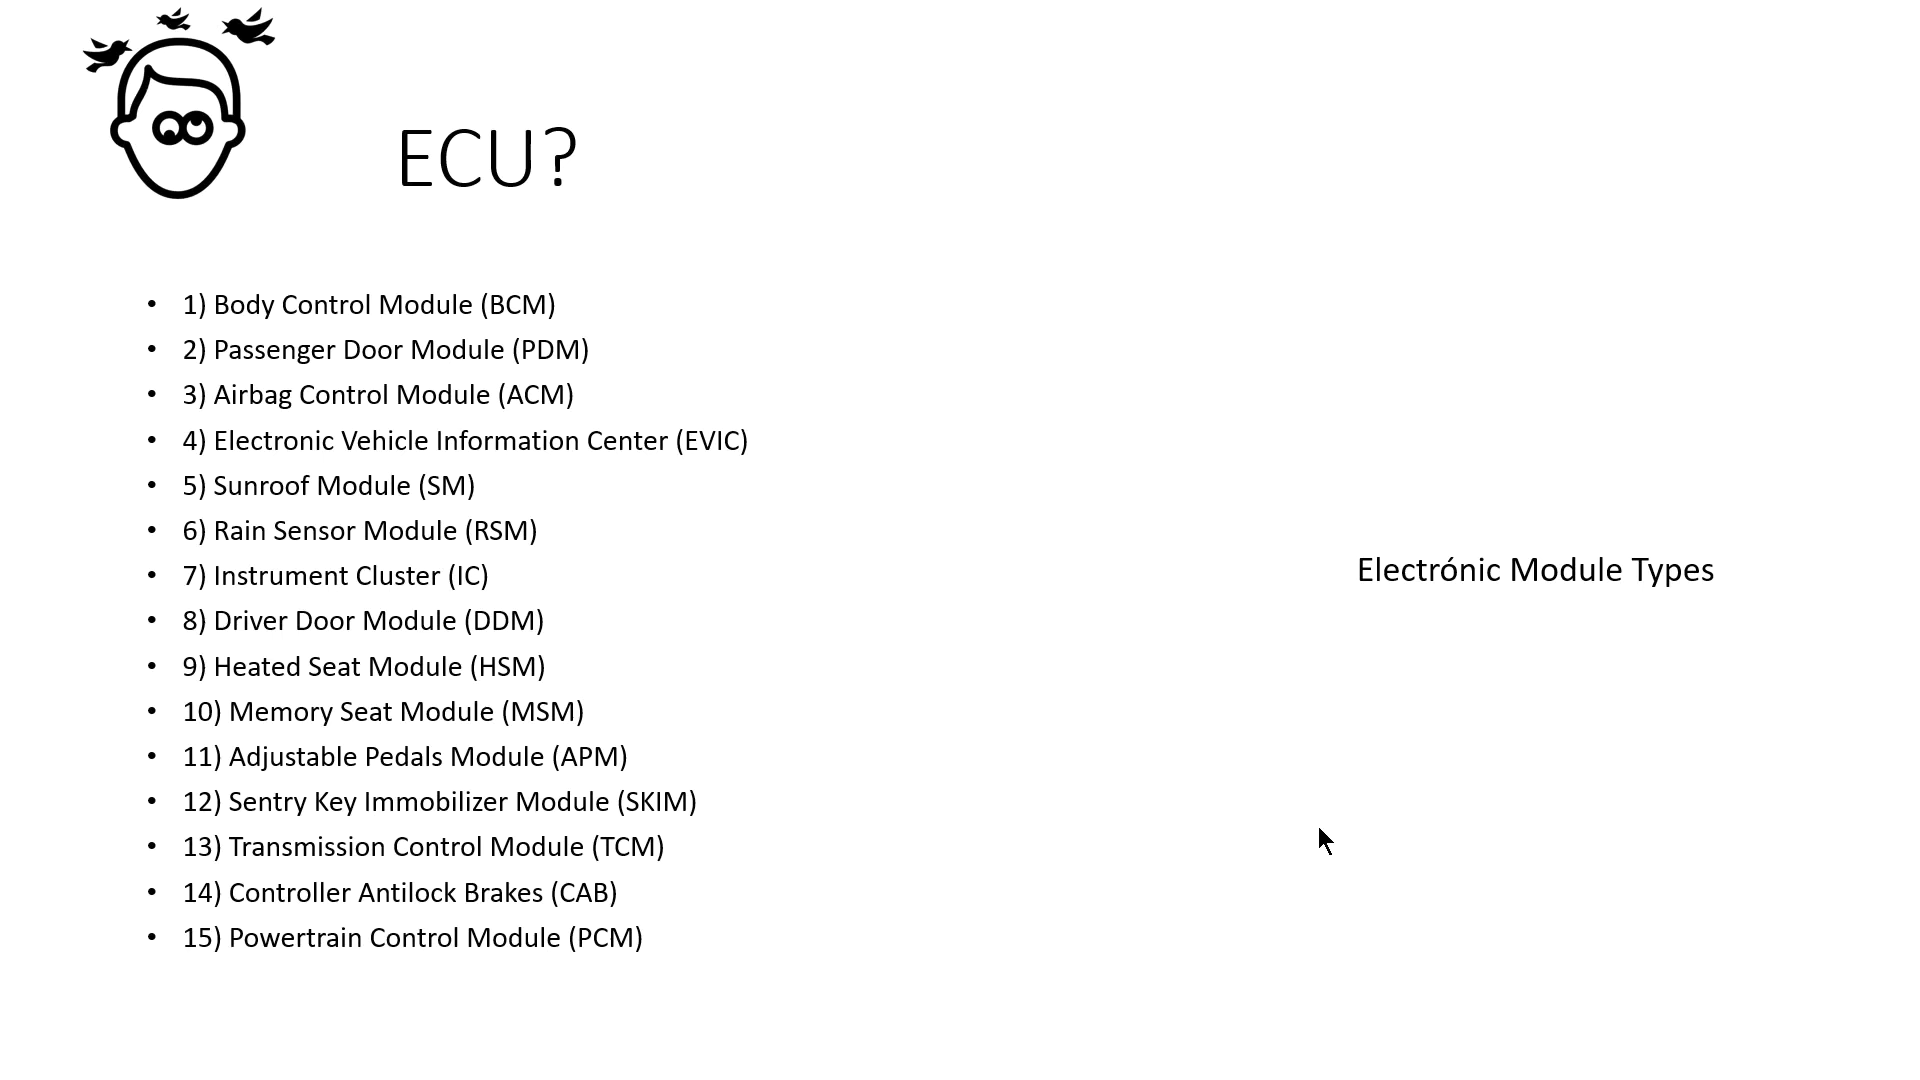 ECU?
• 1) Body Control Module (BCM)
• 2) Passenger Door Module (PDM)
• 3) Airbag Control Module (ACM)
• 4) Electronic Vehicle Information Center (EVIC)
• 5) Sunroof Module (SM)
• 6) Rain Sensor Module (RSM)
• 7) Instrument Cluster (IC)
• 8) Driver Door Module (DDM)
• 9) Heated Seat Module (HSM)
• 10) Memory Seat Module (MSM)
• 11) Adjustable Pedals Module (APM)
• 12) Sentry Key Immobilizer Module (SKIM)
• 13) Transmission Control Module (TCM)
• 14) Controller Antilock Brakes (CAB)
• 15) Powertrain Control Module (PCM)
Electrónic Module Types